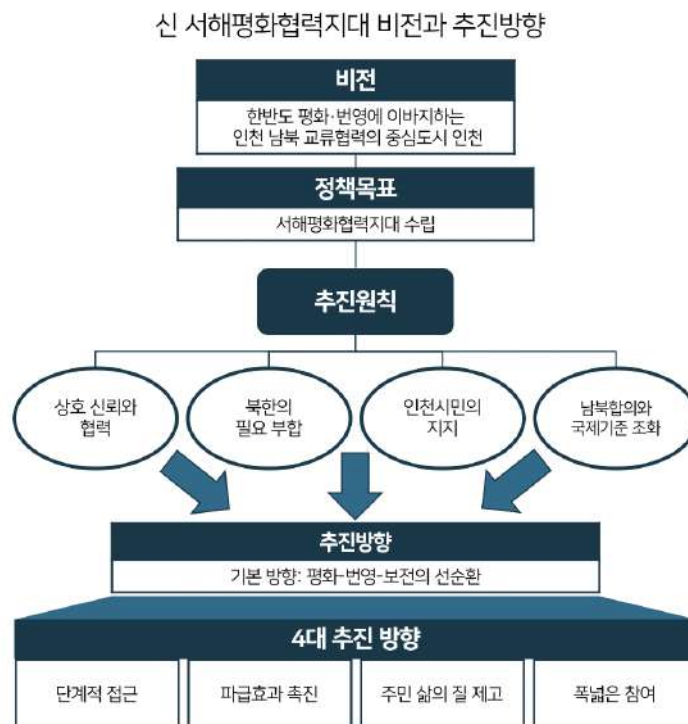 신 서해평화협력지대 비전과 추진방향
비전
한반도 평화·번영에 이바지하는
인천 남북 교류협력의 중심도시 인천
정책목표
서해평화협력지대 수립
추진원칙
상호 신뢰와
협력
북한의
필요 부합
인천시민의
지지
남북합의와
국제기준 조화
추진방향
기본 방향: 평화-번영-보전의 선순환
4대 추진 방향
단계적 접근
파급효과 촉진
주민 삶의 질 제고
폭넓은 참여